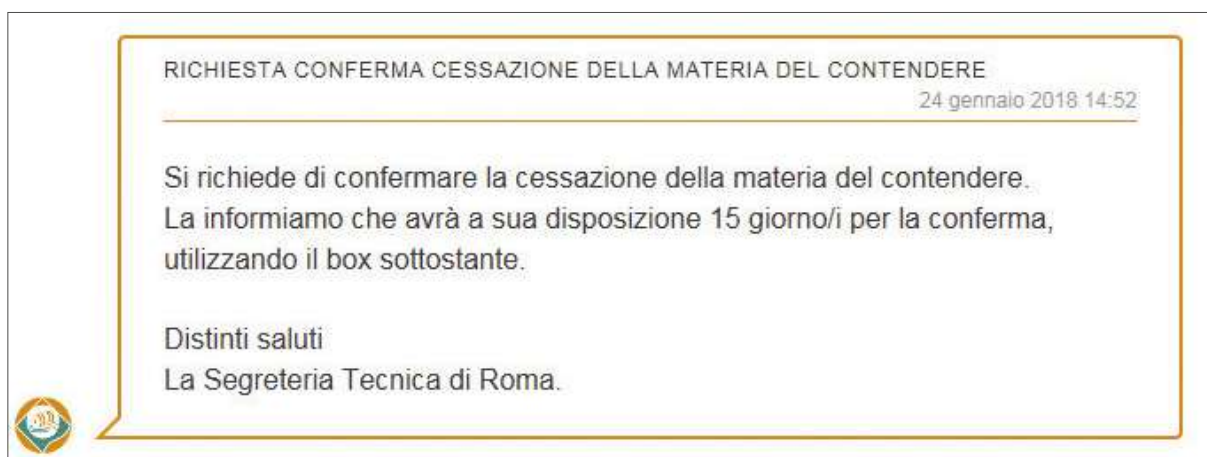 RICHIESTA CONFERMA CESSAZIONE DELLA MATERIA DEL CONTENDERE
24 gennaio 2018 14:52
Si richiede di confermare la cessazione della materia del contendere.
La informiamo che avrà a sua disposizione 15 giorno/i per la conferma,
utilizzando il box sottostante.
Distinti saluti
La Segreteria Tecnica di Roma.